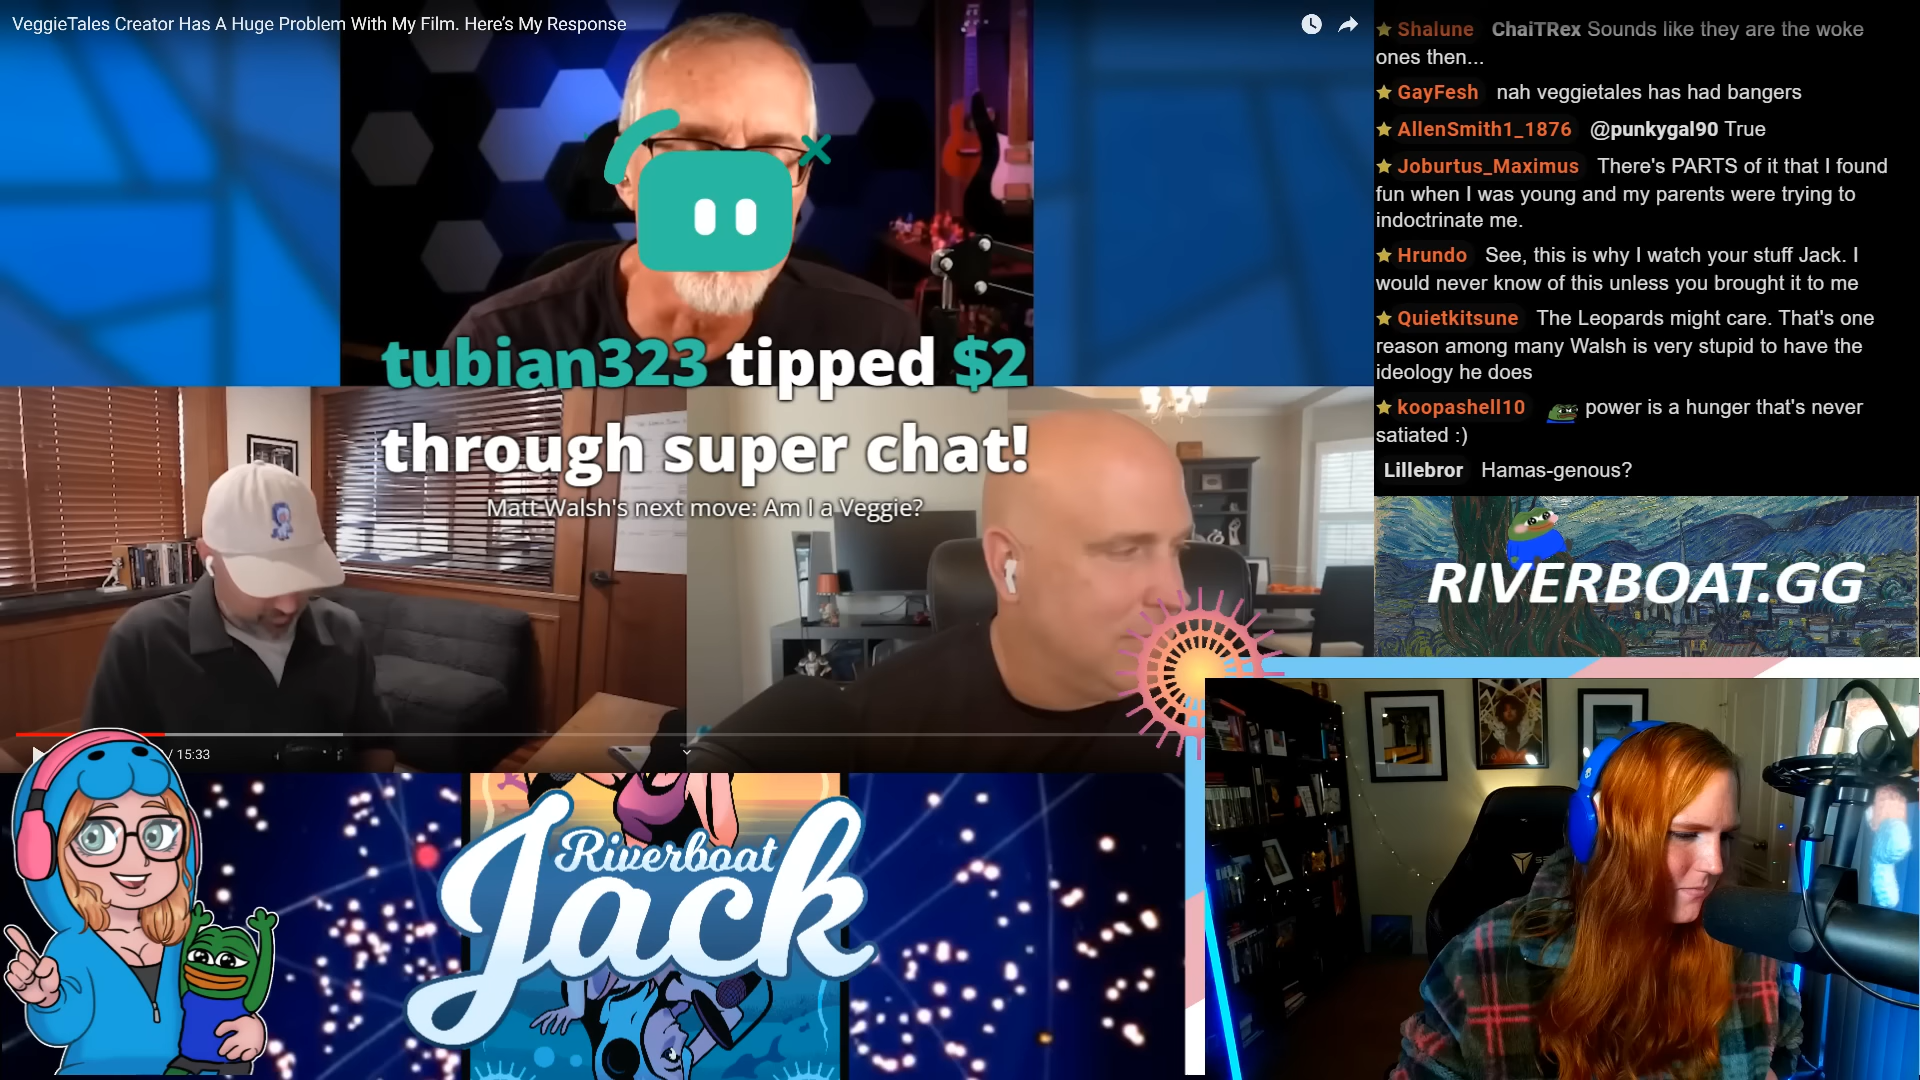 VeggieTales Creator Has A Huge Problem With My Film. Here's My Response
tubian323 tipped $2
through super chat!
Matt Walsh's next move: Am I a Veggie?
/ 15:33
Riverboat
Jack
Shalune ChaiTRex Sounds like they are the woke
ones then...
GayFesh nah veggietales has had bangers
AllenSmith1_1876 @punkygal90 True
Joburtus_Maximus There's PARTS of it that I found
fun when I was young and my parents were trying to
indoctrinate me.
Hrundo See, this is why I watch your stuff Jack. I
would never know of this unless you brought it to me
Quietkitsune The Leopards might care. That's one
reason among many Walsh is very stupid to have the
ideology he does
koopashell10 power is a hunger that's never
satiated :)
Lillebror Hamas-genous?
RIVERBOAT.GG